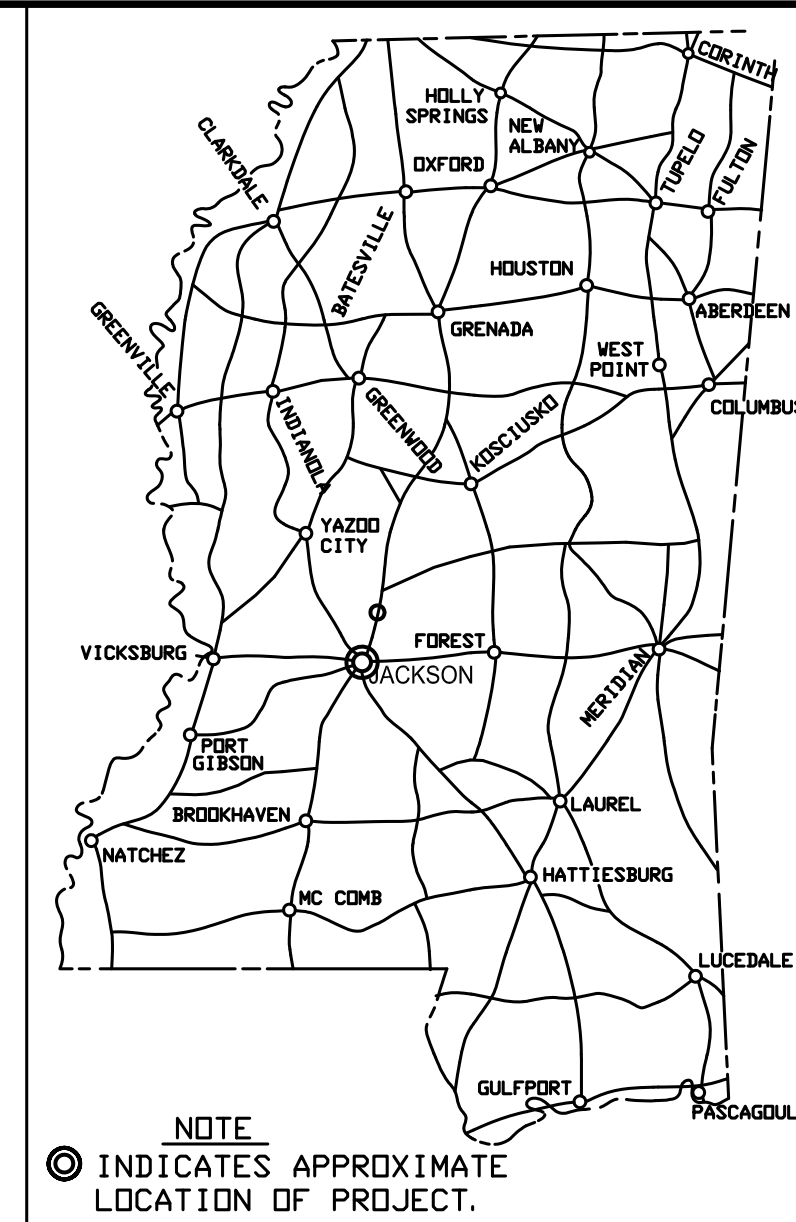 CORINTH
HOLLY
SPRINGS
NEW
ALBANY
CLARKDALE
OXFORD
TUPELO
FULTON
BATESVILLE
HOUSTON
ABERDEEN
GREENVILLE
GRENADA
WEST
POINT
COLUMBUS
INDIANOLA
GREENWOOD
KOSCIUSKO
YAZOO
CITY
VICKSBURG
FOREST
JACKSON
MERIDIAN
PORT
GIBSON
BROOKHAVEN
LAUREL
NATCHEZ
HATTIESBURG
MC COMB
LUCEDALE
GULFPORT
PASCAGOUL
NOTE
INDICATES APPROXIMATE
LOCATION OF PROJECT.